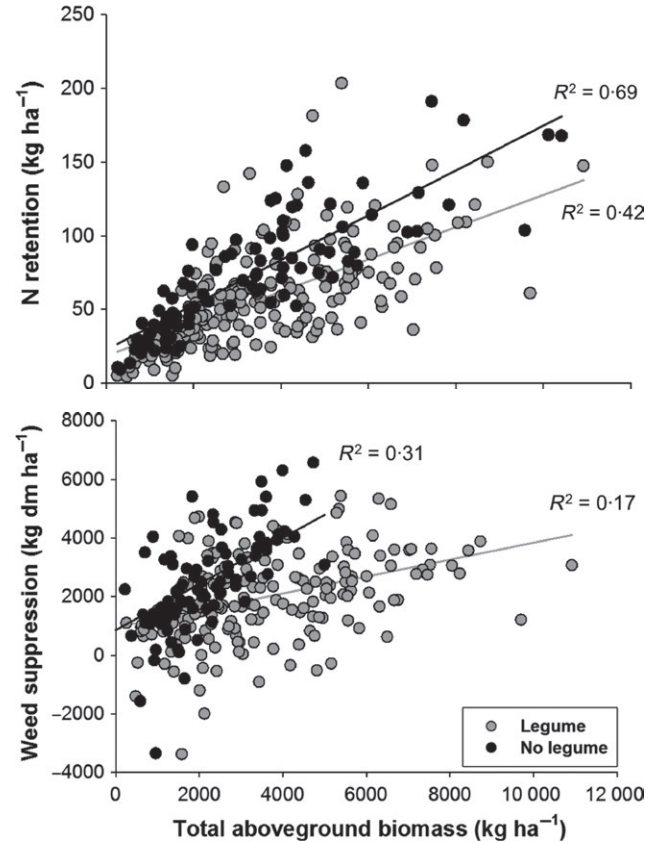 250
200
150
100
50
0
N retention (kg ha⁻¹)
R² = 0·69
R² = 0·42
8000
6000
4000
2000
0
−2000
−4000
Weed suppression (kg dm ha⁻¹)
R² = 0·31
R² = 0·17
Legume
No legume
0 2000 4000 6000 8000 10 000 12 000
Total aboveground biomass (kg ha⁻¹)